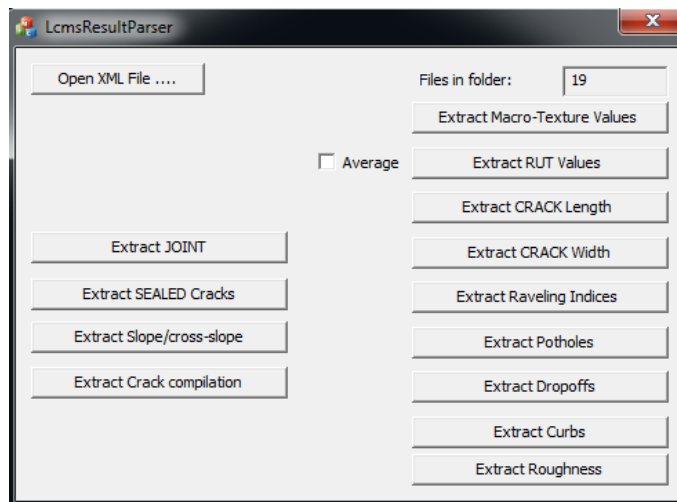 LcmsResultParser
Open XML File ....
Files in folder: 19
Extract Macro-Texture Values
Average
Extract RUT Values
Extract CRACK Length
Extract JOINT
Extract CRACK Width
Extract SEALED Cracks
Extract Raveling Indices
Extract Slope/cross-slope
Extract Potholes
Extract Crack compilation
Extract Dropoffs
Extract Curbs
Extract Roughness